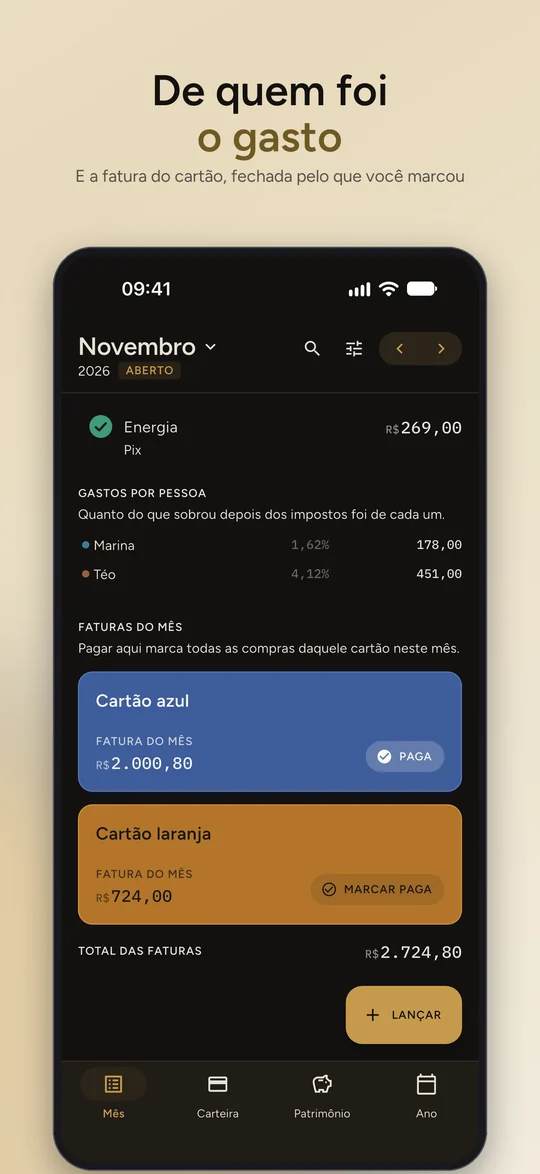 De quem foi
o gasto
E a fatura do cartão, fechada pelo que você marcou
09:41
Novembro
2026 ABERTO
Energia R$269,00
Pix
GASTOS POR PESSOA
Quanto do que sobrou depois dos impostos foi de cada um.
Marina 1,62% 178,00
Téo 4,12% 451,00
FATURAS DO MÊS
Pagar aqui marca todas as compras daquele cartão neste mês.
Cartão azul
FATURA DO MÊS
R$2.000,80 PAGA
Cartão laranja
FATURA DO MÊS
R$724,00 MARCAR PAGA
TOTAL DAS FATURAS R$2.724,80
+ LANÇAR
Mês Carteira Patrimônio Ano